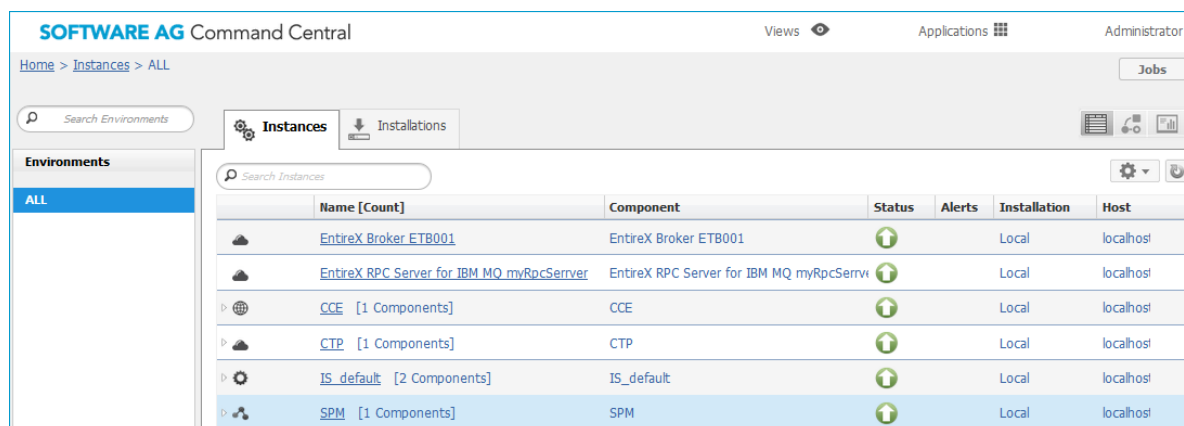 SOFTWARE AG Command Central Views Applications Administrator
Home > Instances > ALL
Jobs
Search Environments
Instances Installations
Environments
Search Instances
ALL
Name [Count] Component Status Alerts Installation Host
EntireX Broker ETB001 EntireX Broker ETB001 Local localhost
EntireX RPC Server for IBM MQ myRpcSerrver EntireX RPC Server for IBM MQ myRpcSerrve Local localhost
CCE [1 Components] CCE Local localhost
CTP [1 Components] CTP Local localhost
IS_default [2 Components] IS_default Local localhost
SPM [1 Components] SPM Local localhost